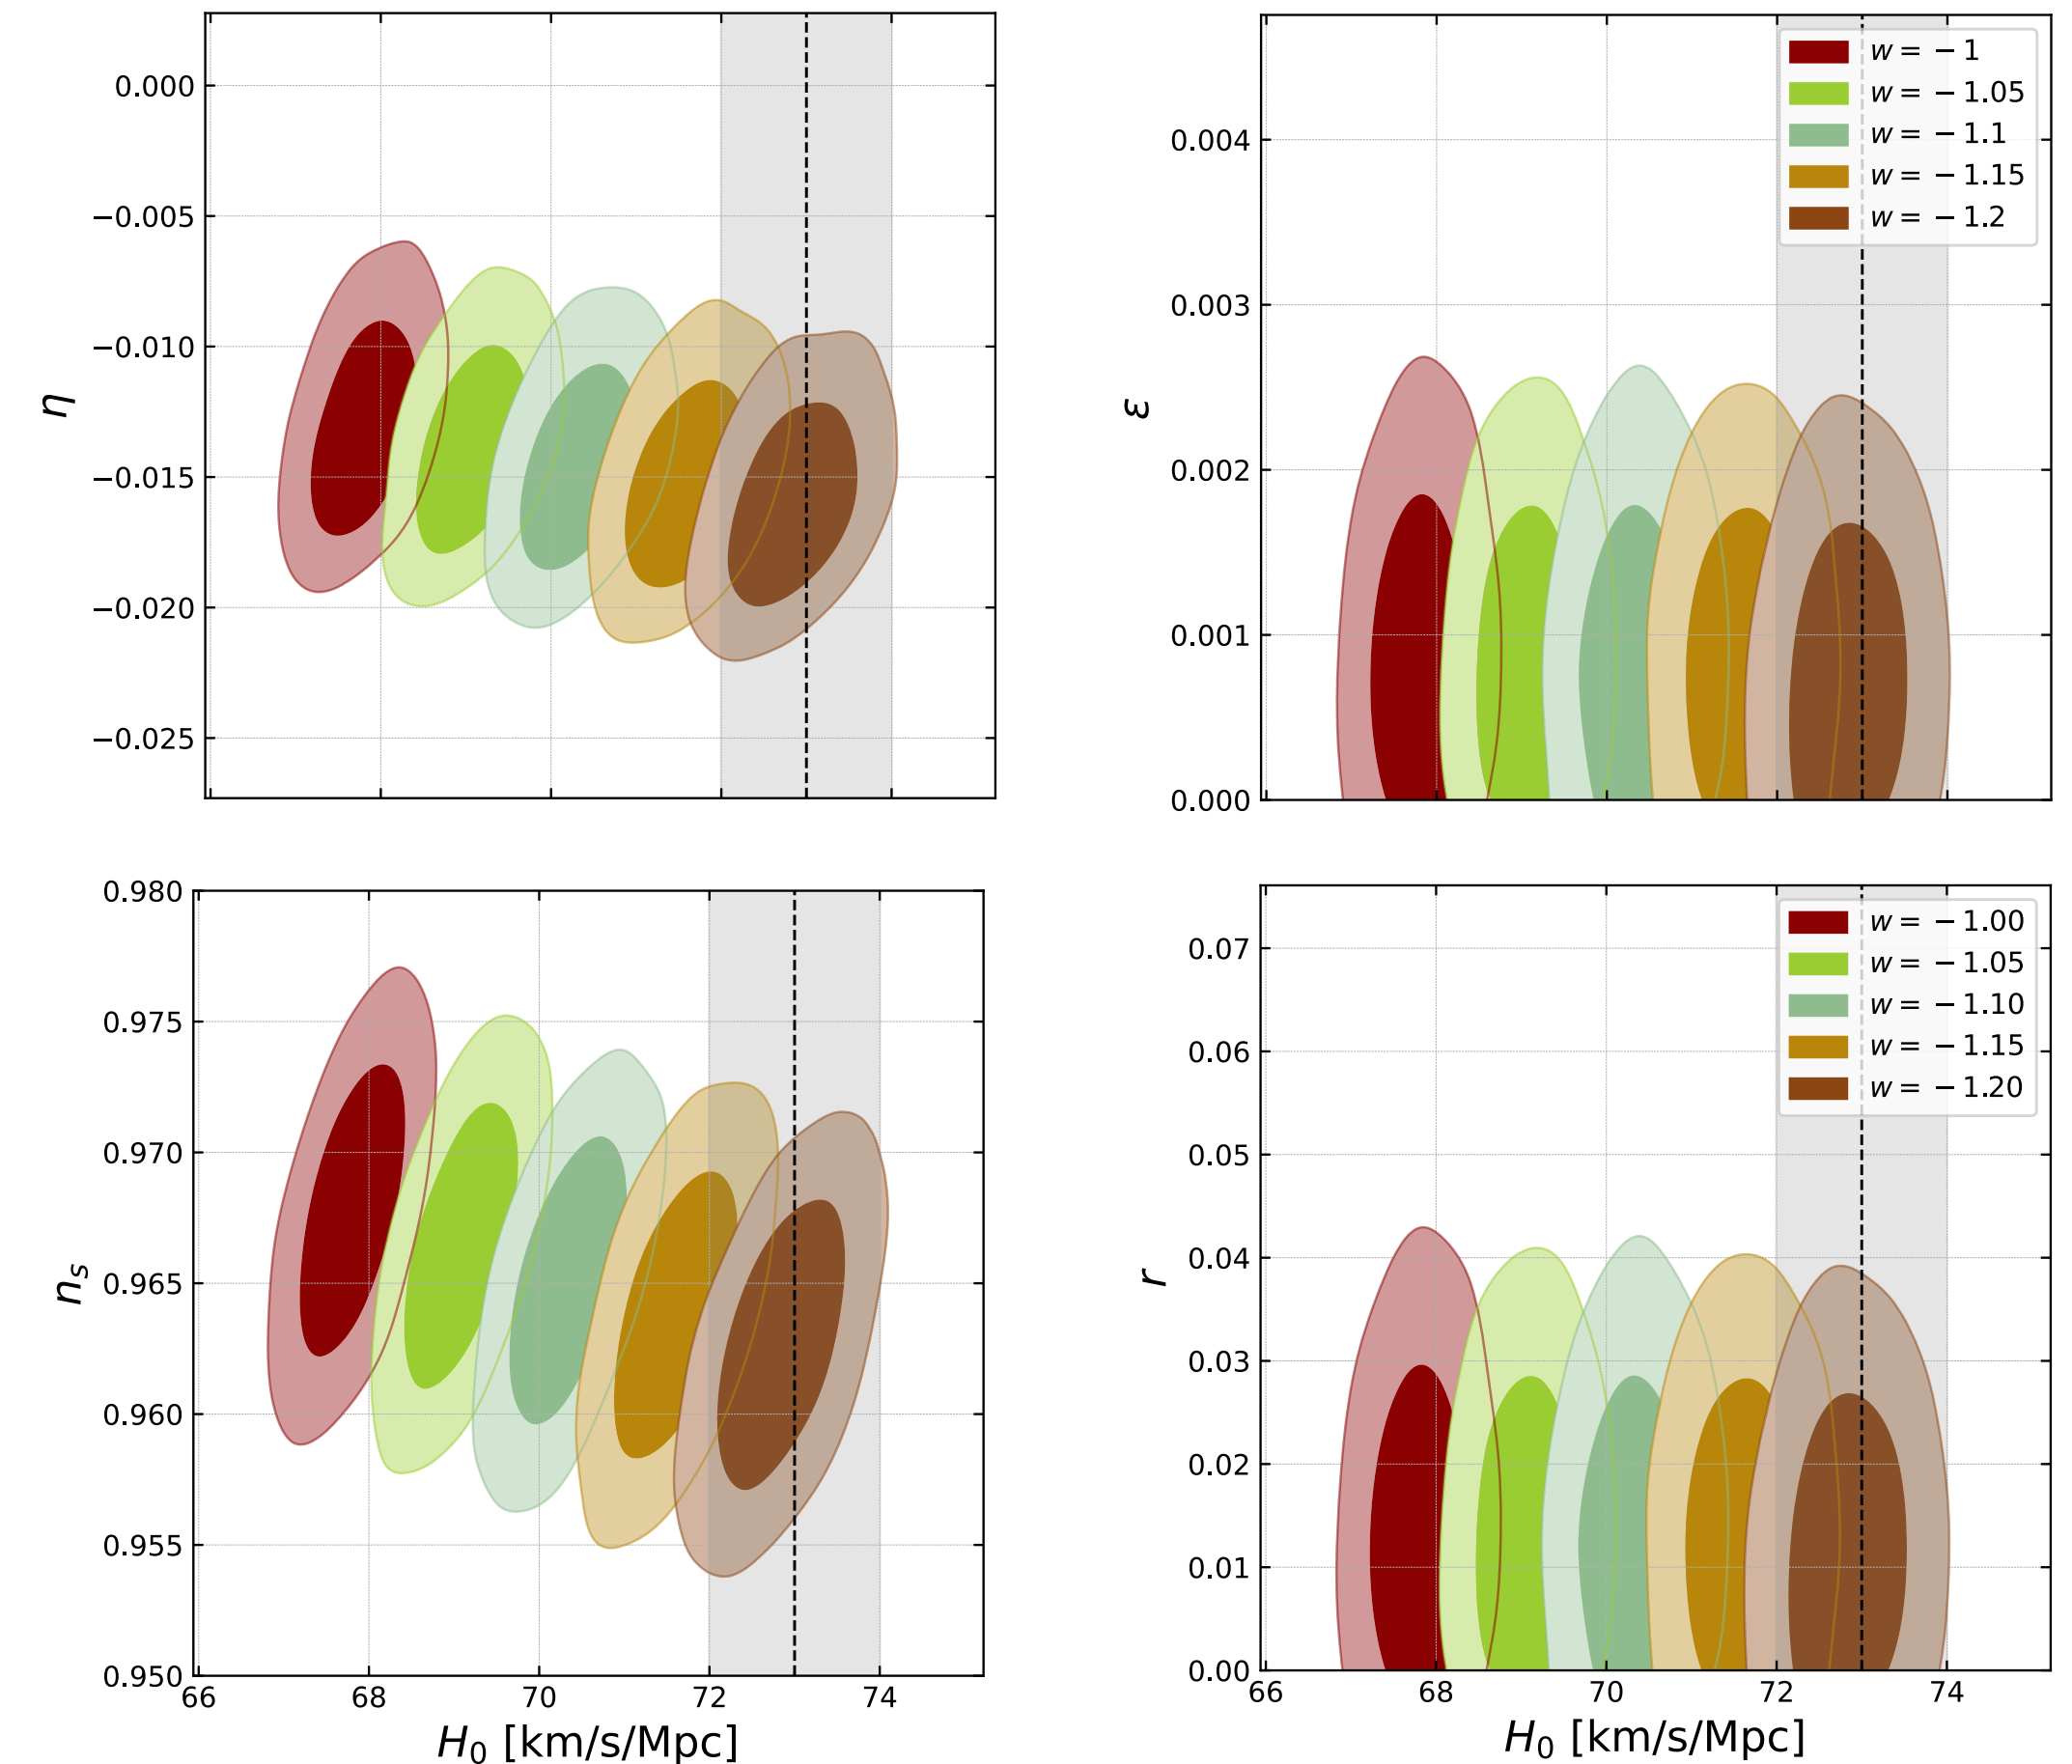 η
0.000
−0.005
−0.010
−0.015
−0.020
−0.025
ε
0.004
0.003
0.002
0.001
0.000
w = − 1
w = − 1.05
w = − 1.1
w = − 1.15
w = − 1.2
n_s
0.980
0.975
0.970
0.965
0.960
0.955
0.950
66 68 70 72 74
H_0 [km/s/Mpc]
r
0.07
0.06
0.05
0.04
0.03
0.02
0.01
0.00
w = − 1.00
w = − 1.05
w = − 1.10
w = − 1.15
w = − 1.20
66 68 70 72 74
H_0 [km/s/Mpc]